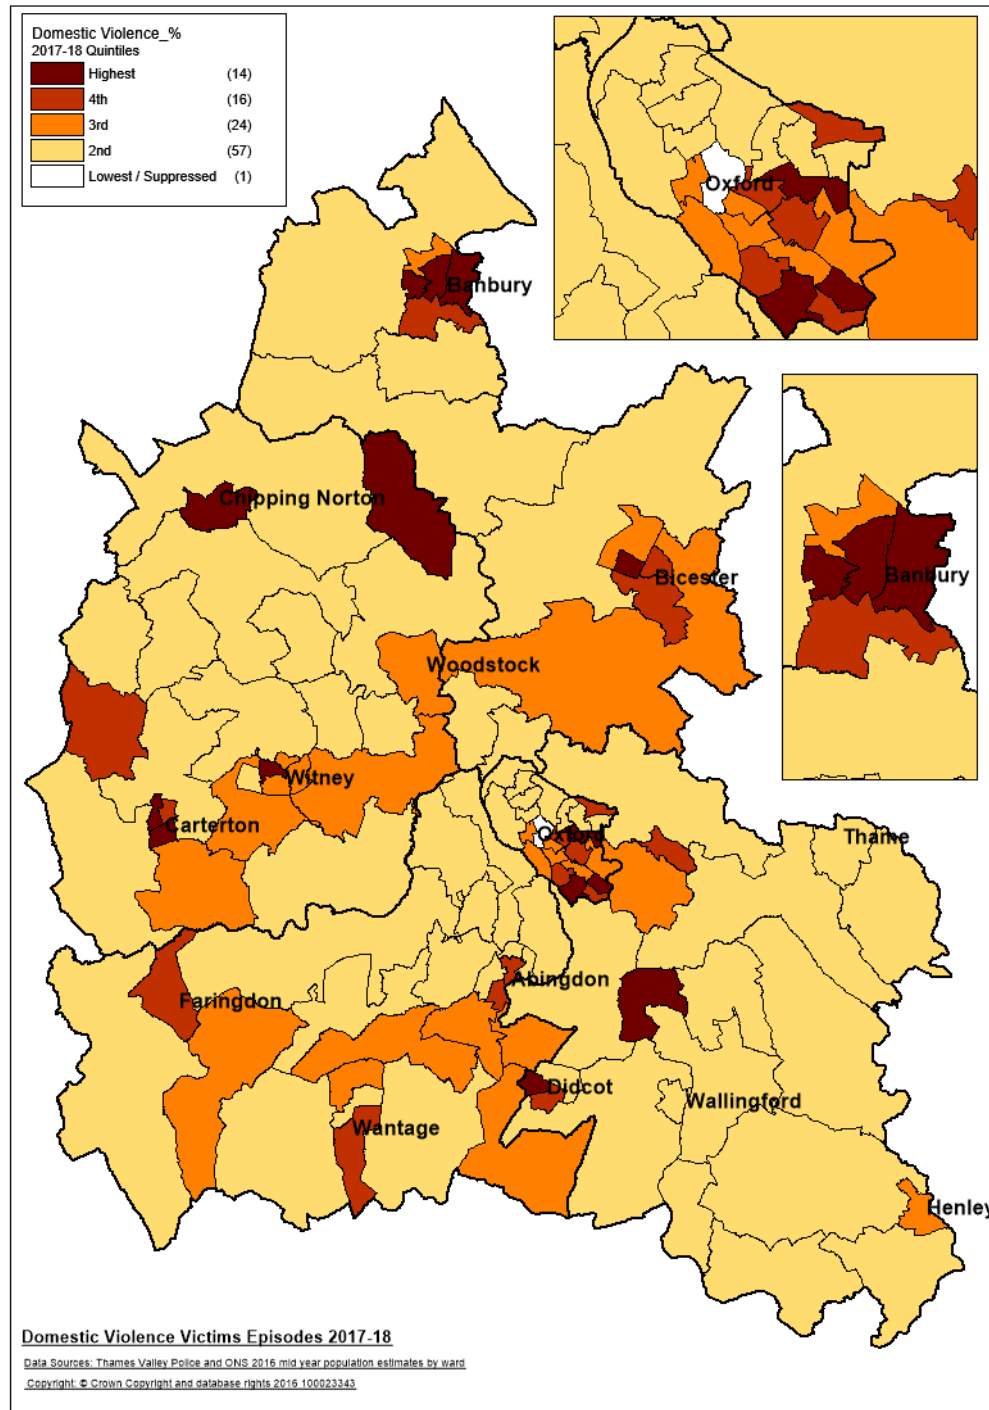 Domestic Violence_%
2017-18 Quintiles
Highest (14)
4th (16)
3rd (24)
2nd (57)
Lowest / Suppressed (1)
Oxford
Banbury
Banbury
Chipping Norton
Bicester
Woodstock
Witney
Carterton
Oxford
Thame
Faringdon
Abingdon
Didcot
Wallingford
Wantage
Henley
Domestic Violence Victims Episodes 2017-18
Data Sources: Thames Valley Police and ONS 2016 mid year population estimates by ward
Copyright: © Crown Copyright and database rights 2016 100023343